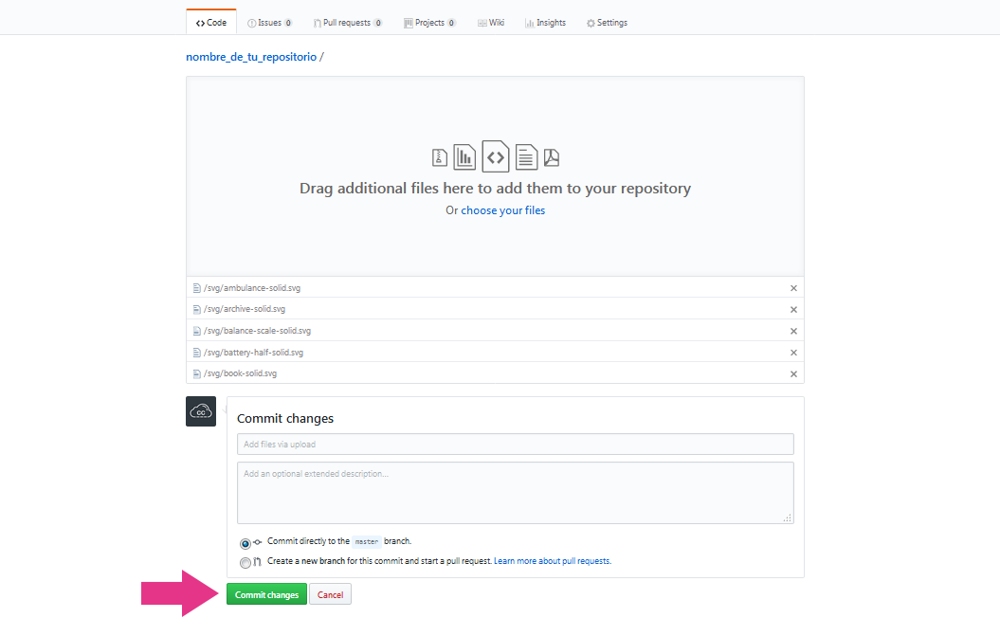 Code Issues 0 Pull requests 0 Projects 0 Wiki Insights Settings
nombre_de_tu_repositorio /
Drag additional files here to add them to your repository
Or choose your files
/svg/ambulance-solid.svg
/svg/archive-solid.svg
/svg/balance-scale-solid.svg
/svg/battery-half-solid.svg
/svg/book-solid.svg
cc
Commit changes
Add files via upload
Add an optional extended description...
Commit directly to the master branch.
Create a new branch for this commit and start a pull request. Learn more about pull requests.
Commit changes Cancel